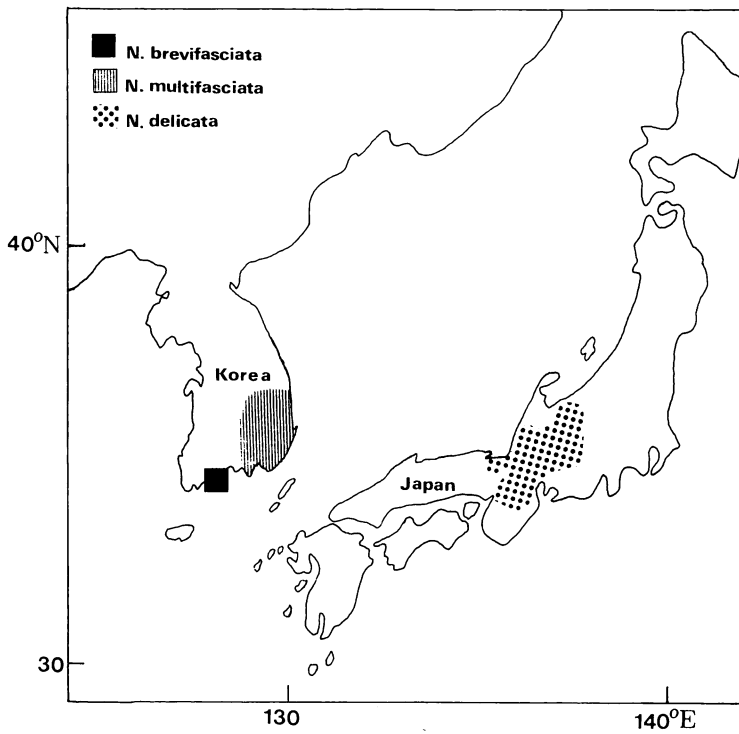 N. brevifasciata
N. multifasciata
N. delicata
40°N
Korea
Japan
30
130
140°E